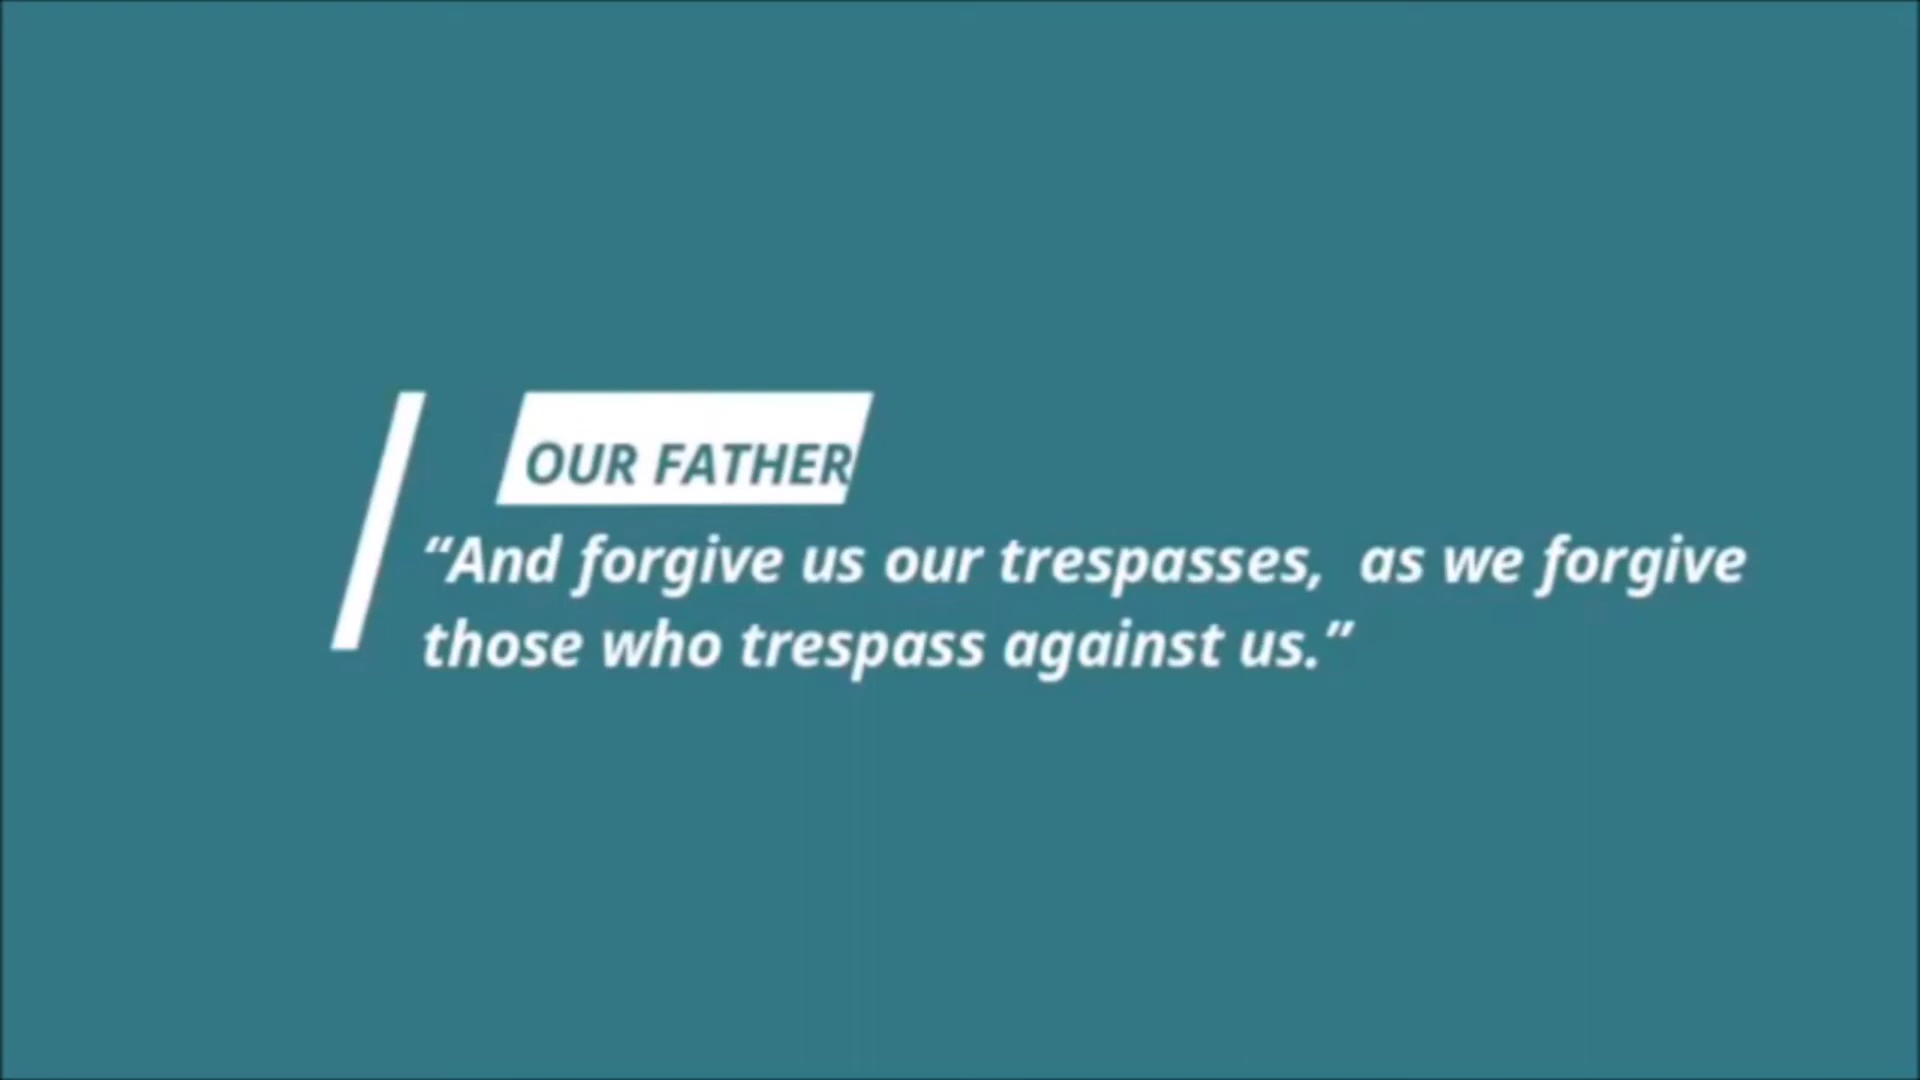 OUR FATHER
“And forgive us our trespasses,  as we forgive
those who trespass against us.”